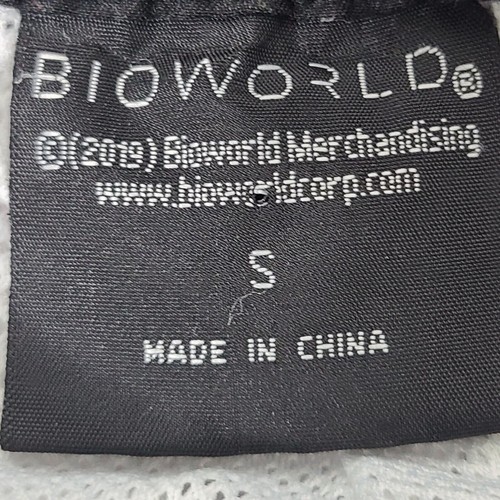 BIOWORLD®
©(2019) Bioworld Merchandising
www.bioworldcorp.com
S
MADE IN CHINA